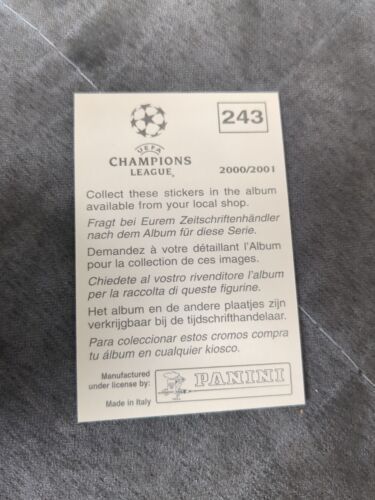 243
UEFA
CHAMPIONS
LEAGUE
2000/2001
Collect these stickers in the album
available from your local shop.
Fragt bei Eurem Zeitschriftenhändler
nach dem Album für diese Serie.
Demandez à votre détaillant l'Album
pour la collection de ces images.
Chiedete al vostro rivenditore l'album
per la raccolta di queste figurine.
Het album en de andere plaatjes zijn
verkrijgbaar bij de tijdschrifthandelaar.
Para coleccionar estos cromos compra
tu álbum en cualquier kiosco.
Manufactured
under license by:
PANINI
Made in Italy